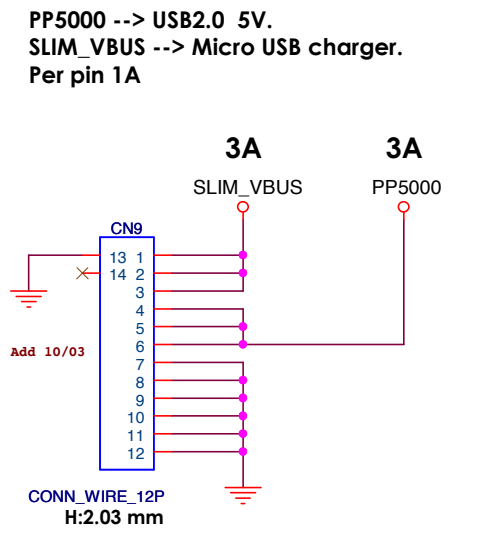 PP5000 --> USB2.0  5V.
SLIM_VBUS --> Micro USB charger.
Per pin 1A
3A 3A
SLIM_VBUS PP5000
CN9
13 1
14 2
3
4
5
6
Add 10/03
7
8
9
10
11
12
CONN_WIRE_12P
H:2.03 mm